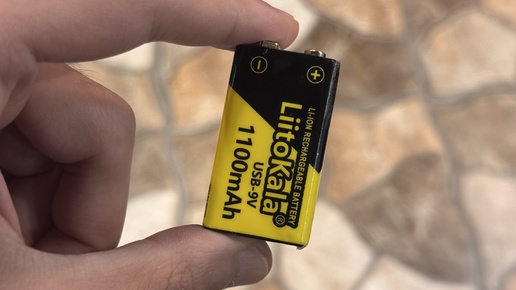 − +
LI-ION RECHARGEABLE BATTERY
LiitoKala®
USB-9V
1100mAh